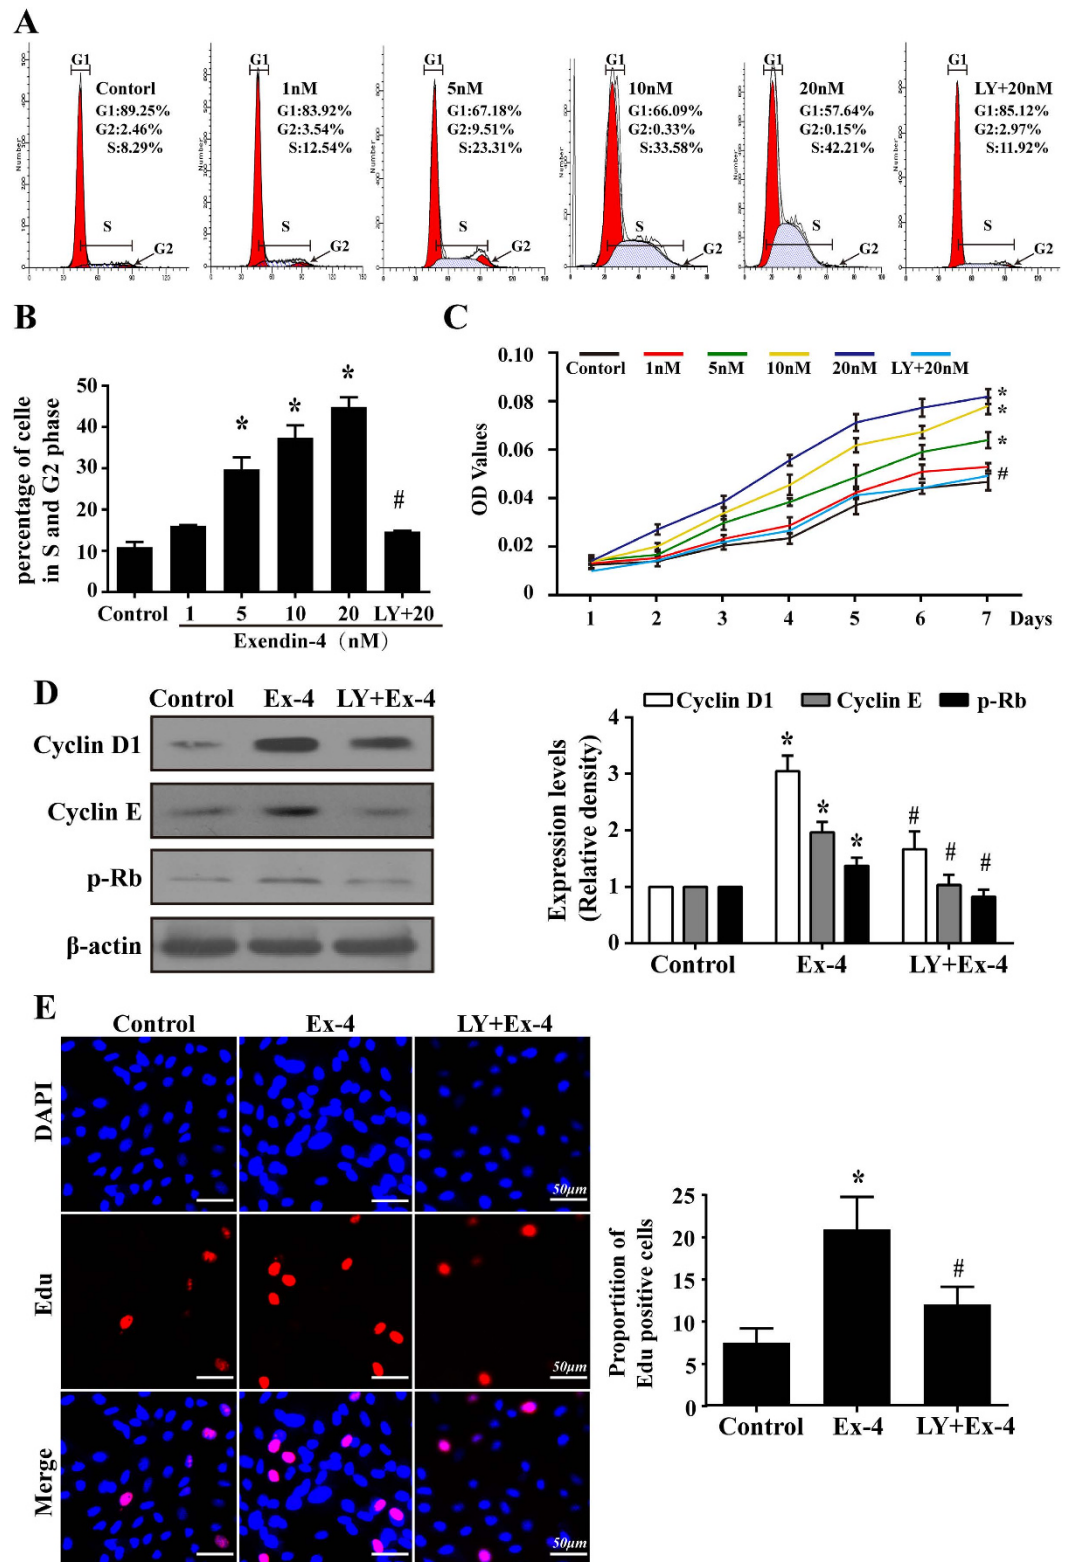 A
G1
Contorl
G1:89.25%
G2:2.46%
S:8.29%
S
G2
Number
G1
1nM
G1:83.92%
G2:3.54%
S:12.54%
S
G2
Number
G1
5nM
G1:67.18%
G2:9.51%
S:23.31%
S
G2
Number
G1
10nM
G1:66.09%
G2:0.33%
S:33.58%
S
G2
Number
G1
20nM
G1:57.64%
G2:0.15%
S:42.21%
S
G2
Number
G1
LY+20nM
G1:85.12%
G2:2.97%
S:11.92%
S
G2
Number
B
percentage of celle
in S and G2 phase
50
40
30
20
10
0
*
*
*
#
Control 1 5 10 20 LY+20
Exendin-4 (nM)
C
OD Values
0.10
0.08
0.06
0.04
0.02
0
Contorl 1nM 5nM 10nM 20nM LY+20nM
*
*
*
#
1 2 3 4 5 6 7 Days
D
Control Ex-4 LY+Ex-4
Cyclin D1
Cyclin E
p-Rb
β-actin
Cyclin D1 Cyclin E p-Rb
Expression levels
(Relative density)
4
3
2
1
0
*
*
*
#
#
#
Control Ex-4 LY+Ex-4
E
Control Ex-4 LY+Ex-4
DAPI
50µm
Edu
50µm
Merge
50µm
Proportition of
Edu positive cells
25
20
15
10
5
0
*
#
Control Ex-4 LY+Ex-4